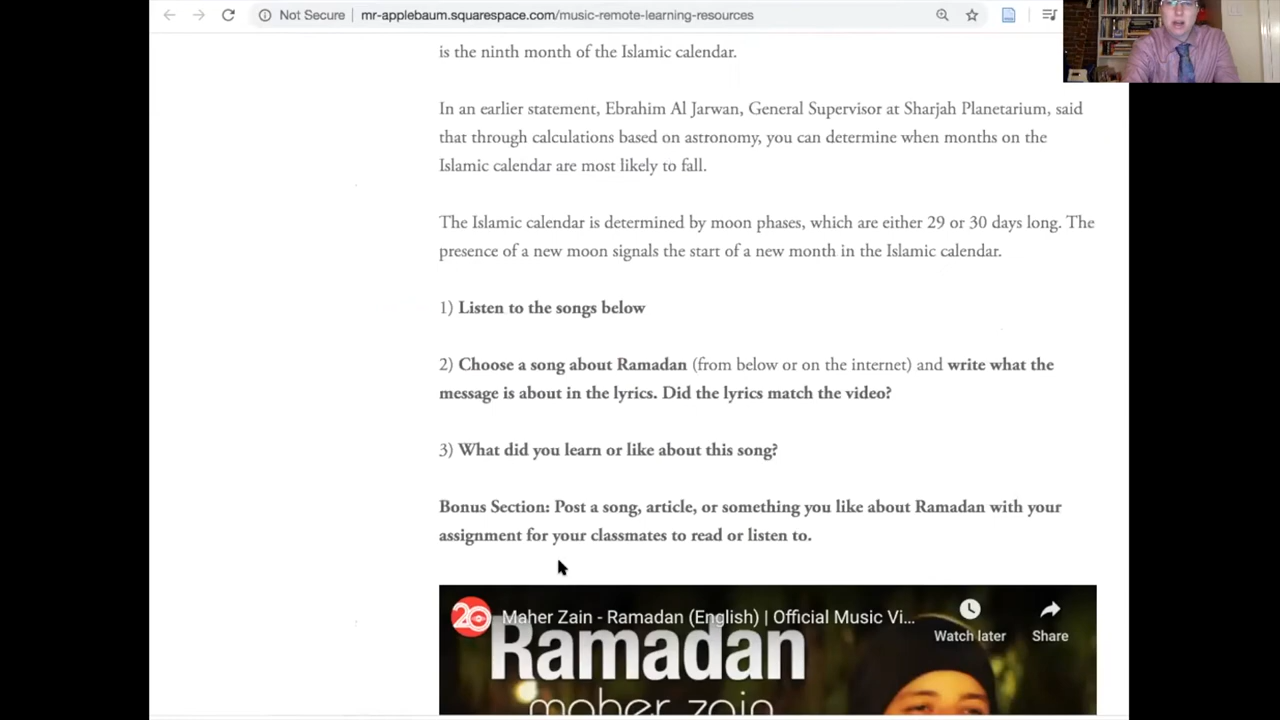 Not Secure
mr-applebaum.squarespace.com/music-remote-learning-resources
is the ninth month of the Islamic calendar.
In an earlier statement, Ebrahim Al Jarwan, General Supervisor at Sharjah Planetarium, said
that through calculations based on astronomy, you can determine when months on the
Islamic calendar are most likely to fall.
The Islamic calendar is determined by moon phases, which are either 29 or 30 days long. The
presence of a new moon signals the start of a new month in the Islamic calendar.
1) Listen to the songs below
2) Choose a song about Ramadan (from below or on the internet) and write what the
message is about in the lyrics. Did the lyrics match the video?
3) What did you learn or like about this song?
Bonus Section: Post a song, article, or something you like about Ramadan with your
assignment for your classmates to read or listen to.
20
Maher Zain - Ramadan (English) | Official Music Vi...
Watch later
Share
Ramadan
maher zain